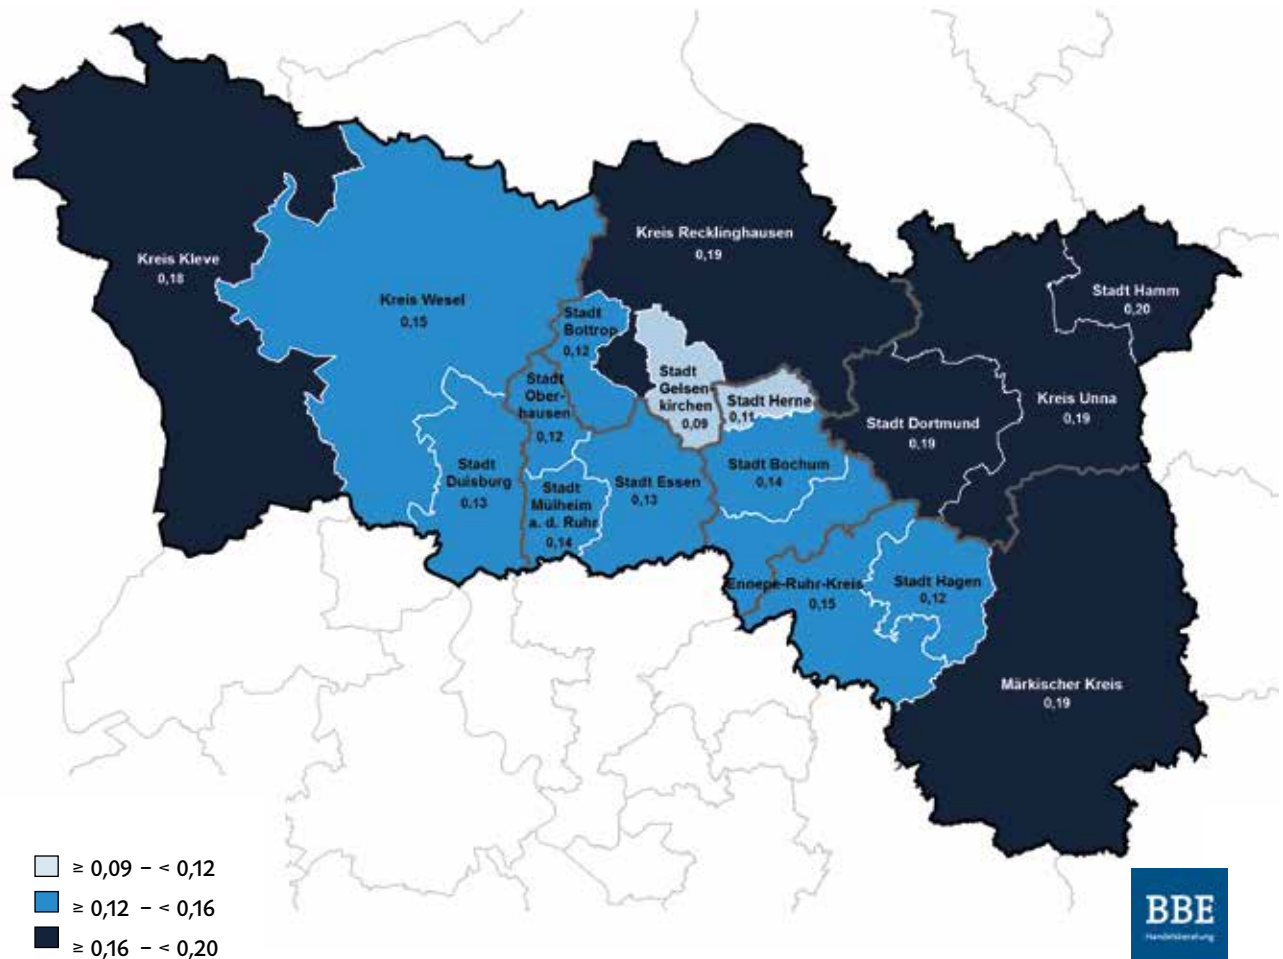 Kreis Recklinghausen
0,19
Kreis Kleve
0,18
Kreis Wesel
0,15
Stadt Hamm
0,20
Stadt
Bottrop
0,12
Stadt
Gelsen-
kirchen
0,09
Stadt Herne
0,11
Stadt
Ober-
hausen
0,12
Kreis Unna
0,19
Stadt Dortmund
0,19
Stadt
Duisburg
0,13
Stadt
Mülheim
a. d. Ruhr
0,14
Stadt Essen
0,13
Stadt Bochum
0,14
Ennepe-Ruhr-Kreis
0,15
Stadt Hagen
0,12
Märkischer Kreis
0,19
≥ 0,09 – < 0,12
≥ 0,12 – < 0,16
≥ 0,16 – < 0,20
BBE
Handelsberatung